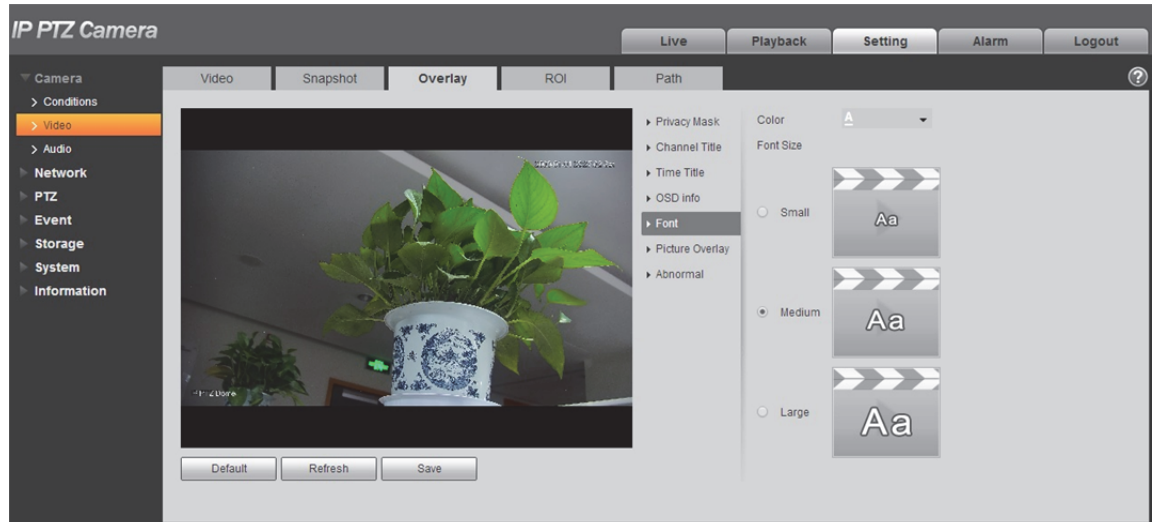 IP PTZ Camera
Live
Playback
Setting
Alarm
Logout
Camera
Conditions
Video
Audio
Network
PTZ
Event
Storage
System
Information
Video
Snapshot
Overlay
ROI
Path
?
Privacy Mask
Channel Title
Time Title
OSD info
Font
Picture Overlay
Abnormal
Color
A
Font Size
Small
Aa
Medium
Aa
Large
Aa
Default
Refresh
Save